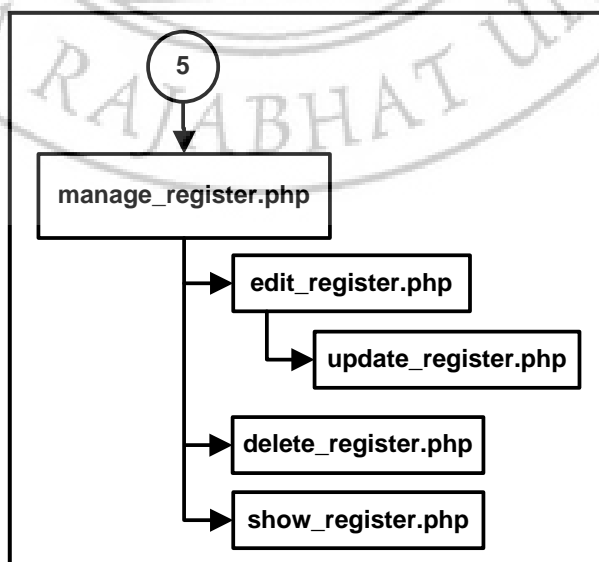 RAJABHAT U
5
manage_register.php
edit_register.php
update_register.php
delete_register.php
show_register.php